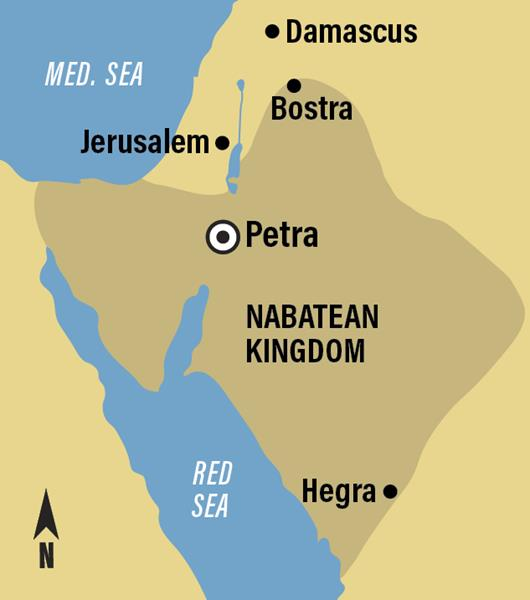 Damascus
MED. SEA
Bostra
Jerusalem
Petra
NABATEAN
KINGDOM
RED
SEA
Hegra
N